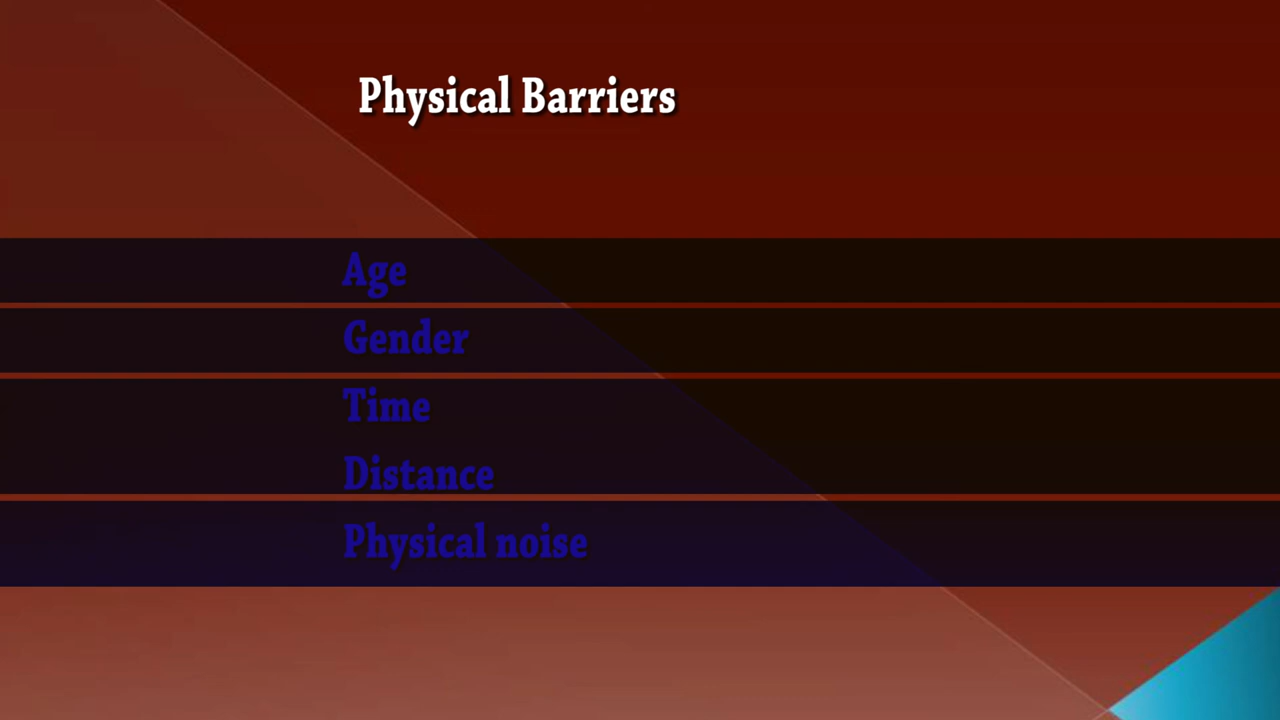 Physical Barriers
Age
Gender
Time
Distance
Physical noise